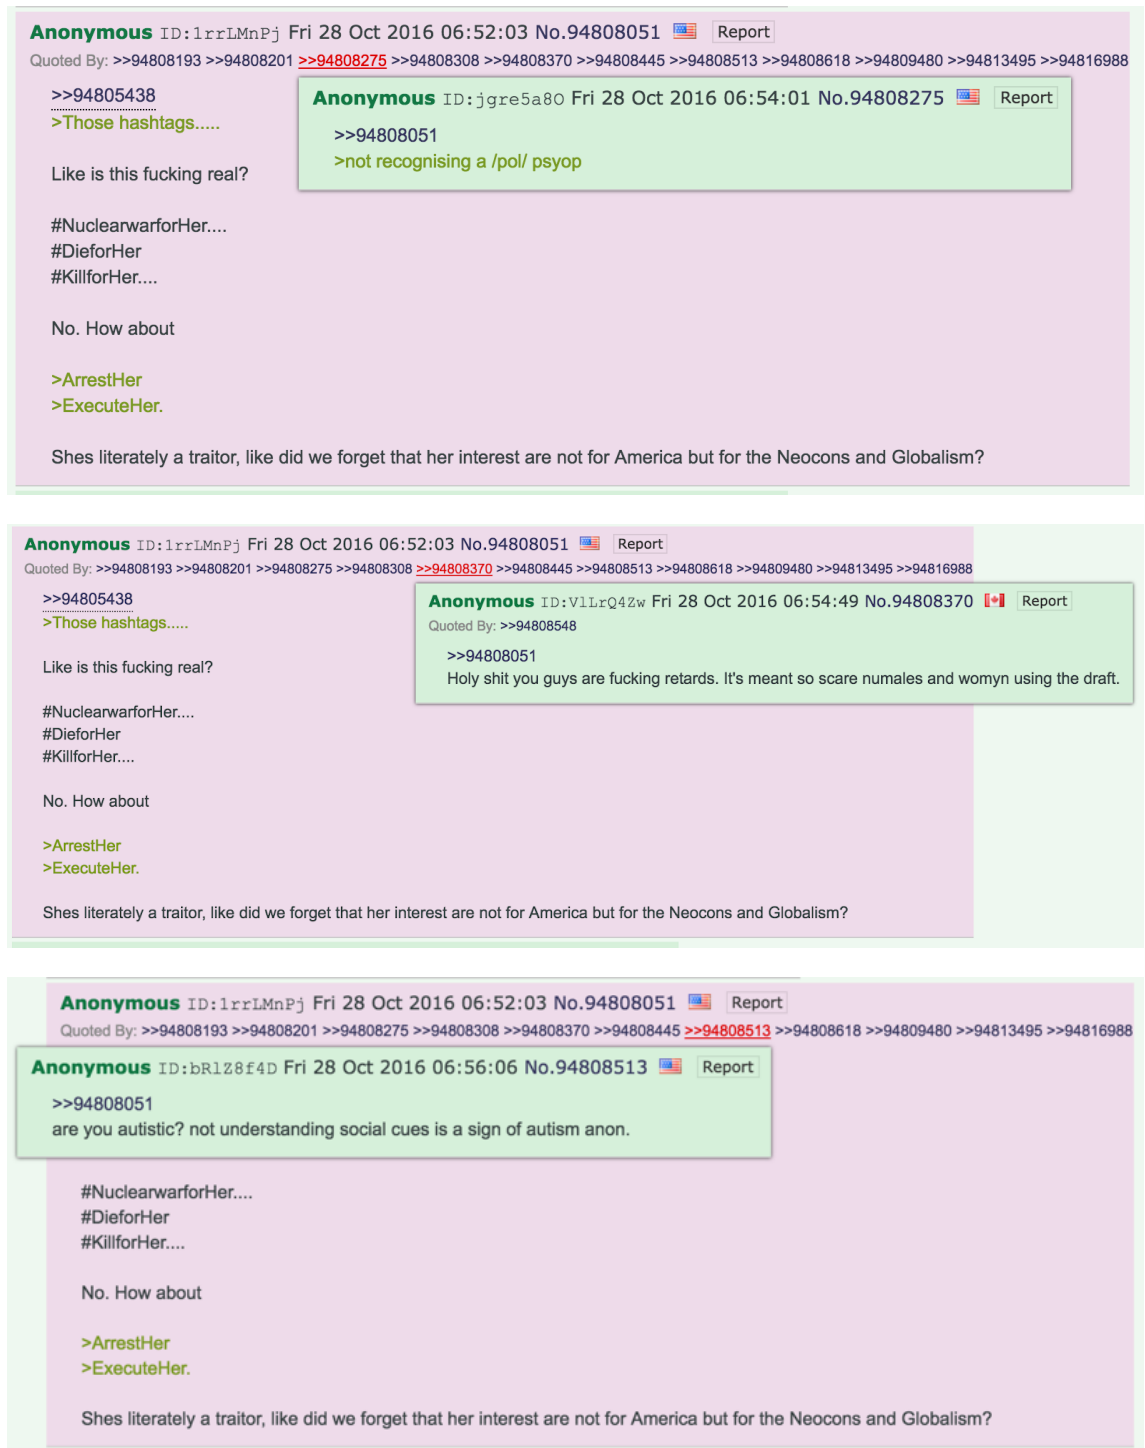 Anonymous ID:1rrLMnPj Fri 28 Oct 2016 06:52:03 No.94808051 Report
Quoted By: >>94808193 >>94808201 >>94808275 >>94808308 >>94808370 >>94808445 >>94808513 >>94808618 >>94809480 >>94813495 >>94816988
>>94805438
>Those hashtags.....
Anonymous ID:jgre5a8O Fri 28 Oct 2016 06:54:01 No.94808275 Report
>>94808051
>not recognising a /pol/ psyop
Like is this fucking real?
#NuclearwarforHer....
#DieforHer
#KillforHer....
No. How about
>ArrestHer
>ExecuteHer.
Shes literately a traitor, like did we forget that her interest are not for America but for the Neocons and Globalism?
Anonymous ID:1rrLMnPj Fri 28 Oct 2016 06:52:03 No.94808051 Report
Quoted By: >>94808193 >>94808201 >>94808275 >>94808308 >>94808370 >>94808445 >>94808513 >>94808618 >>94809480 >>94813495 >>94816988
>>94805438
>Those hashtags.....
Anonymous ID:VlLrQ4Zw Fri 28 Oct 2016 06:54:49 No.94808370 Report
Quoted By: >>94808548
>>94808051
Holy shit you guys are fucking retards. It's meant so scare numales and womyn using the draft.
Like is this fucking real?
#NuclearwarforHer....
#DieforHer
#KillforHer....
No. How about
>ArrestHer
>ExecuteHer.
Shes literately a traitor, like did we forget that her interest are not for America but for the Neocons and Globalism?
Anonymous ID:1rrLMnPj Fri 28 Oct 2016 06:52:03 No.94808051 Report
Quoted By: >>94808193 >>94808201 >>94808275 >>94808308 >>94808370 >>94808445 >>94808513 >>94808618 >>94809480 >>94813495 >>94816988
Anonymous ID:bRlZ8f4D Fri 28 Oct 2016 06:56:06 No.94808513 Report
>>94808051
are you autistic? not understanding social cues is a sign of autism anon.
#NuclearwarforHer....
#DieforHer
#KillforHer....
No. How about
>ArrestHer
>ExecuteHer.
Shes literately a traitor, like did we forget that her interest are not for America but for the Neocons and Globalism?